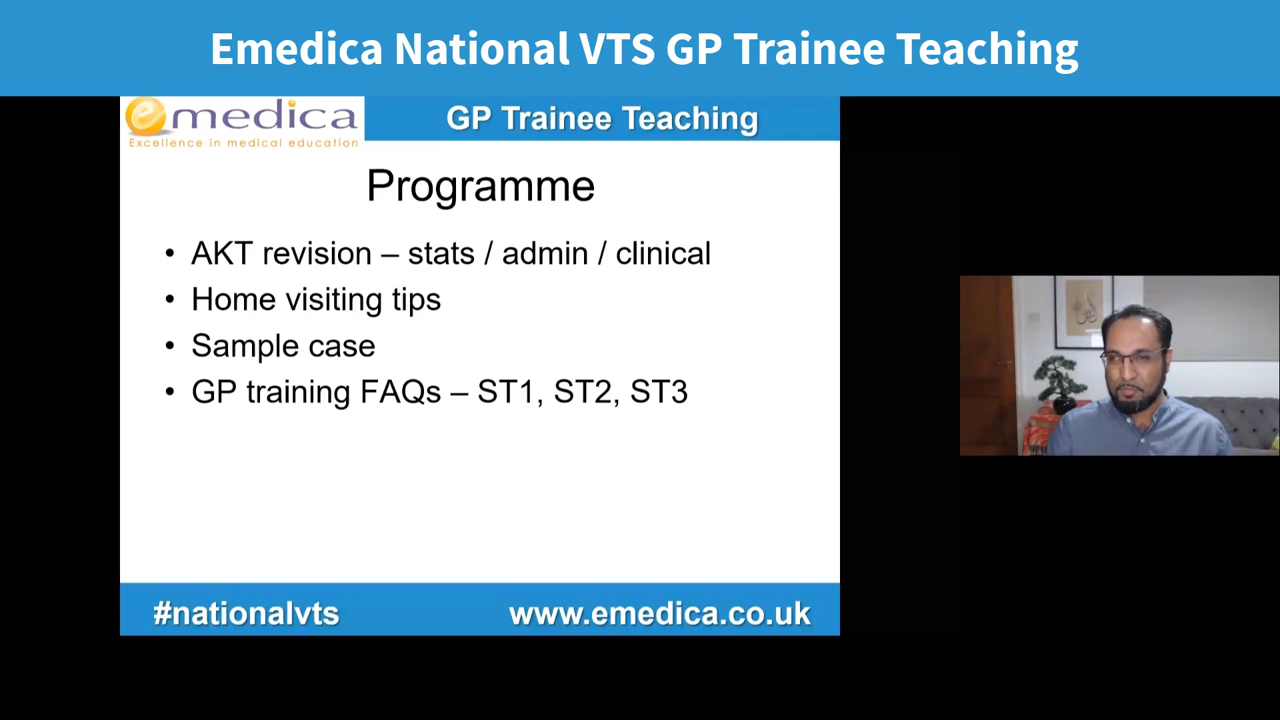 Emedica National VTS GP Trainee Teaching
emedica
Excellence in medical education
GP Trainee Teaching
Programme
• AKT revision – stats / admin / clinical
• Home visiting tips
• Sample case
• GP training FAQs – ST1, ST2, ST3
#nationalvts
www.emedica.co.uk